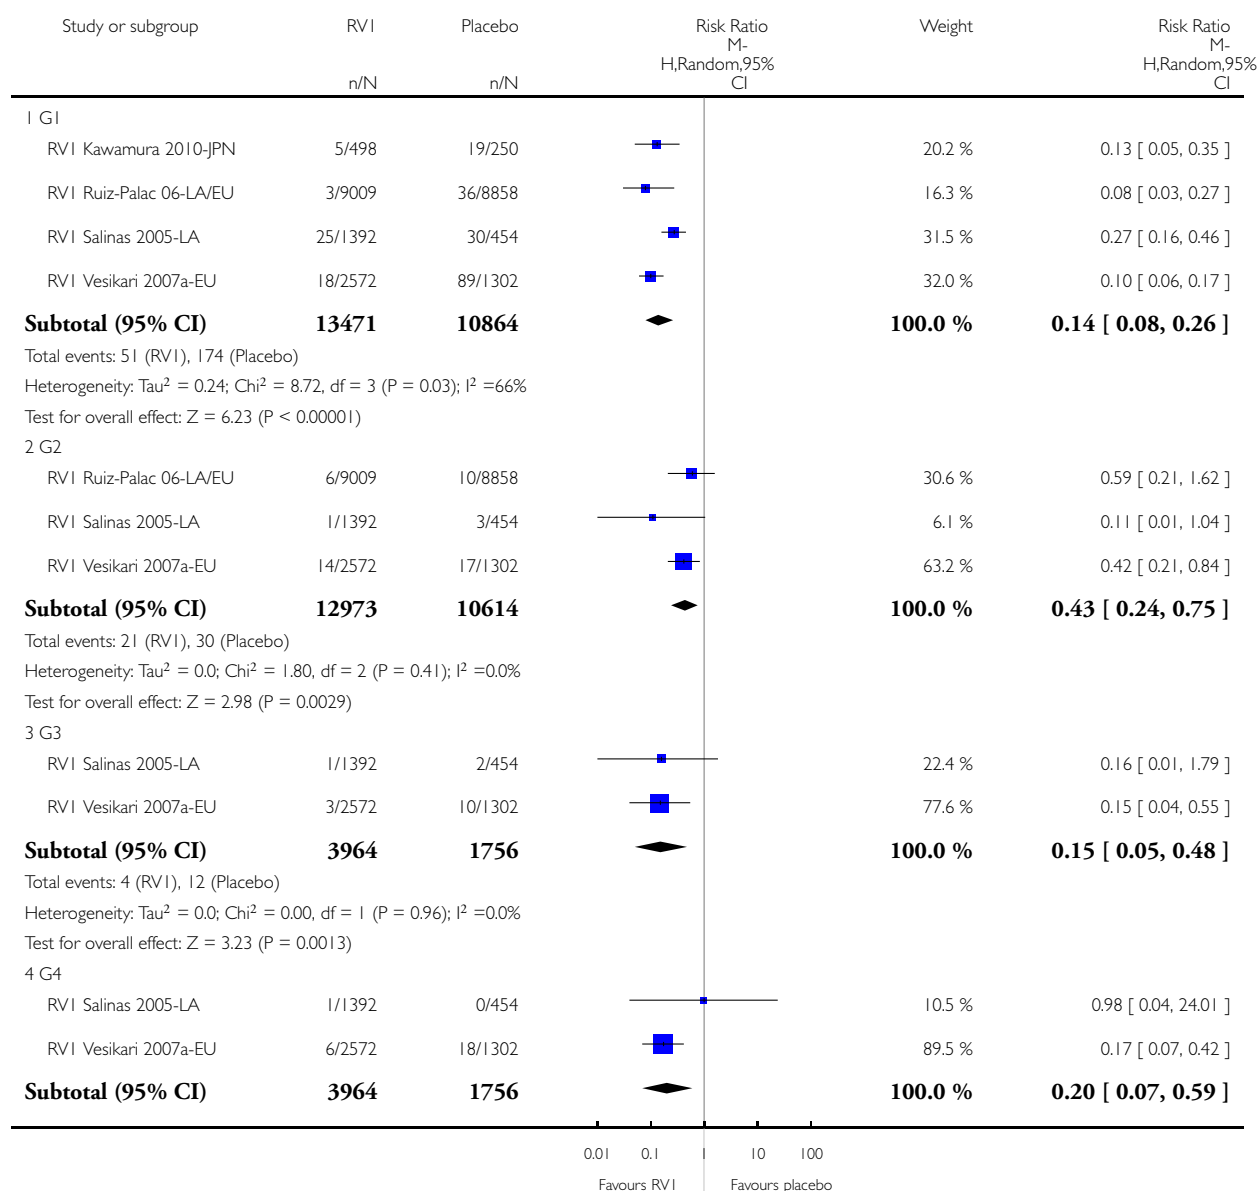 Study or subgroup RV1 Placebo Risk Ratio Weight Risk Ratio
M- M-
H,Random,95% H,Random,95%
n/N n/N CI CI
1 G1
RV1 Kawamura 2010-JPN 5/498 19/250 20.2 % 0.13 [ 0.05, 0.35 ]
RV1 Ruiz-Palac 06-LA/EU 3/9009 36/8858 16.3 % 0.08 [ 0.03, 0.27 ]
RV1 Salinas 2005-LA 25/1392 30/454 31.5 % 0.27 [ 0.16, 0.46 ]
RV1 Vesikari 2007a-EU 18/2572 89/1302 32.0 % 0.10 [ 0.06, 0.17 ]
Subtotal (95% CI) 13471 10864 100.0 % 0.14 [ 0.08, 0.26 ]
Total events: 51 (RV1), 174 (Placebo)
Heterogeneity: Tau² = 0.24; Chi² = 8.72, df = 3 (P = 0.03); I² =66%
Test for overall effect: Z = 6.23 (P < 0.00001)
2 G2
RV1 Ruiz-Palac 06-LA/EU 6/9009 10/8858 30.6 % 0.59 [ 0.21, 1.62 ]
RV1 Salinas 2005-LA 1/1392 3/454 6.1 % 0.11 [ 0.01, 1.04 ]
RV1 Vesikari 2007a-EU 14/2572 17/1302 63.2 % 0.42 [ 0.21, 0.84 ]
Subtotal (95% CI) 12973 10614 100.0 % 0.43 [ 0.24, 0.75 ]
Total events: 21 (RV1), 30 (Placebo)
Heterogeneity: Tau² = 0.0; Chi² = 1.80, df = 2 (P = 0.41); I² =0.0%
Test for overall effect: Z = 2.98 (P = 0.0029)
3 G3
RV1 Salinas 2005-LA 1/1392 2/454 22.4 % 0.16 [ 0.01, 1.79 ]
RV1 Vesikari 2007a-EU 3/2572 10/1302 77.6 % 0.15 [ 0.04, 0.55 ]
Subtotal (95% CI) 3964 1756 100.0 % 0.15 [ 0.05, 0.48 ]
Total events: 4 (RV1), 12 (Placebo)
Heterogeneity: Tau² = 0.0; Chi² = 0.00, df = 1 (P = 0.96); I² =0.0%
Test for overall effect: Z = 3.23 (P = 0.0013)
4 G4
RV1 Salinas 2005-LA 1/1392 0/454 10.5 % 0.98 [ 0.04, 24.01 ]
RV1 Vesikari 2007a-EU 6/2572 18/1302 89.5 % 0.17 [ 0.07, 0.42 ]
Subtotal (95% CI) 3964 1756 100.0 % 0.20 [ 0.07, 0.59 ]
0.01 0.1 1 10 100
Favours RV1 Favours placebo